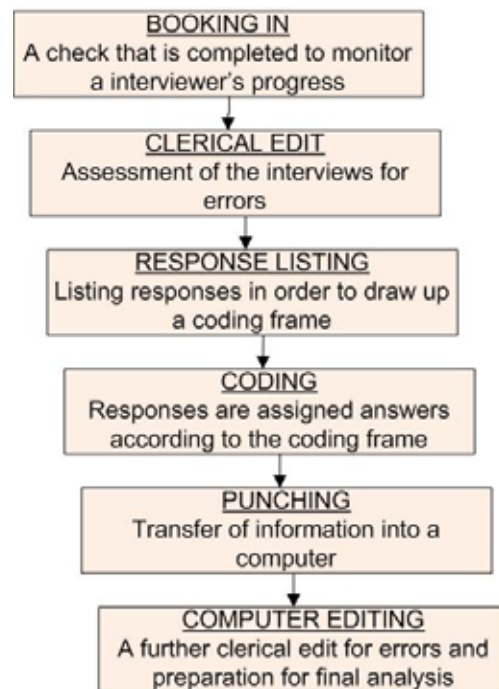 BOOKING IN
A check that is completed to monitor
a interviewer's progress
CLERICAL EDIT
Assessment of the interviews for
errors
RESPONSE LISTING
Listing responses in order to draw up
a coding frame
CODING
Responses are assigned answers
according to the coding frame
PUNCHING
Transfer of information into a
computer
COMPUTER EDITING
A further clerical edit for errors and
preparation for final analysis